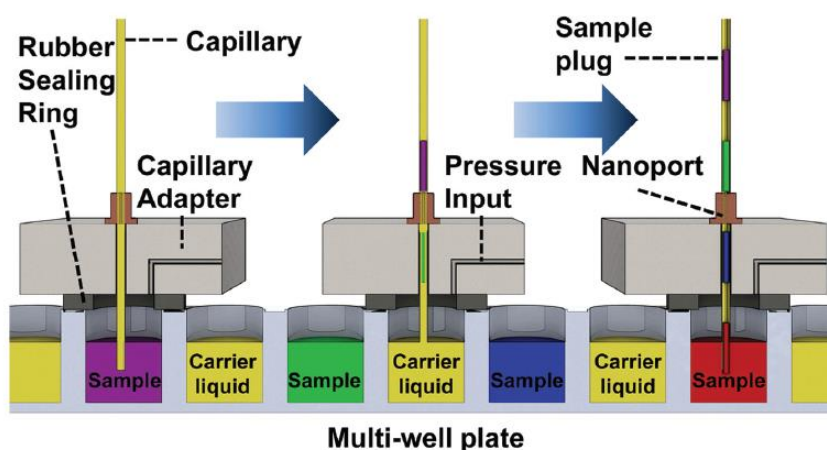 Rubber
Sealing
Ring
Capillary
Capillary
Adapter
Pressure
Input
Sample
plug
Nanoport
Sample
Carrier
liquid
Sample
Carrier
liquid
Sample
Carrier
liquid
Sample
Multi-well plate